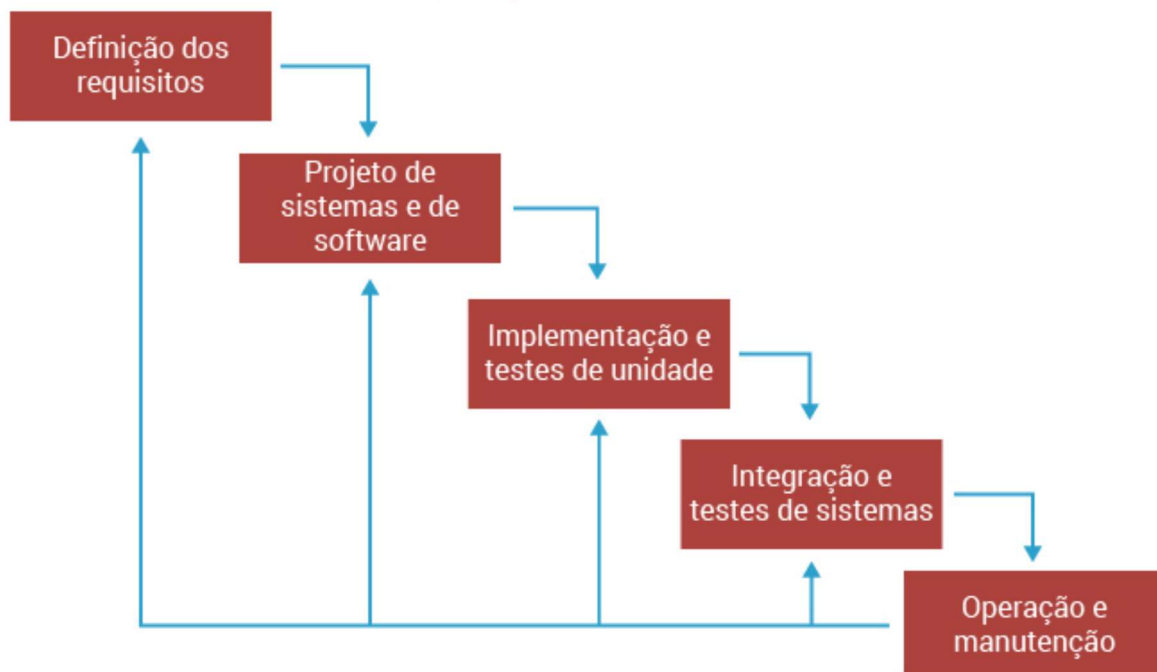 Definição dos
requisitos
Projeto de
sistemas e de
software
Implementação e
testes de unidade
Integração e
testes de sistemas
Operação e
manutenção